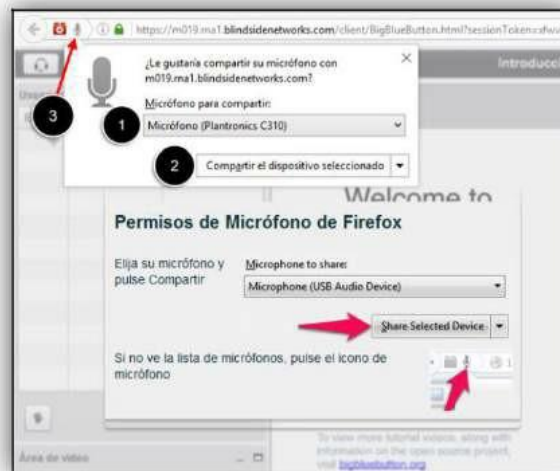 https://m019.ma1.blindsidenetworks.com/client/BigBlueButton.html?sessionToken=
Introducci
¿Le gustaría compartir su micrófono con
m019.ma1.blindsidenetworks.com?
Micrófono para compartir:
3
1
Micrófono (Plantronics C310)
2
Compartir el dispositivo seleccionado
Welcome to
Permisos de Micrófono de Firefox
Elija su micrófono y
pulse Compartir
Microphone to share:
Microphone (USB Audio Device)
Share Selected Device
Si no ve la lista de micrófonos, pulse el icono de
micrófono
To view more tutorial videos, along with
information on the open source project,
visit bigbluebutton.org
Área de video